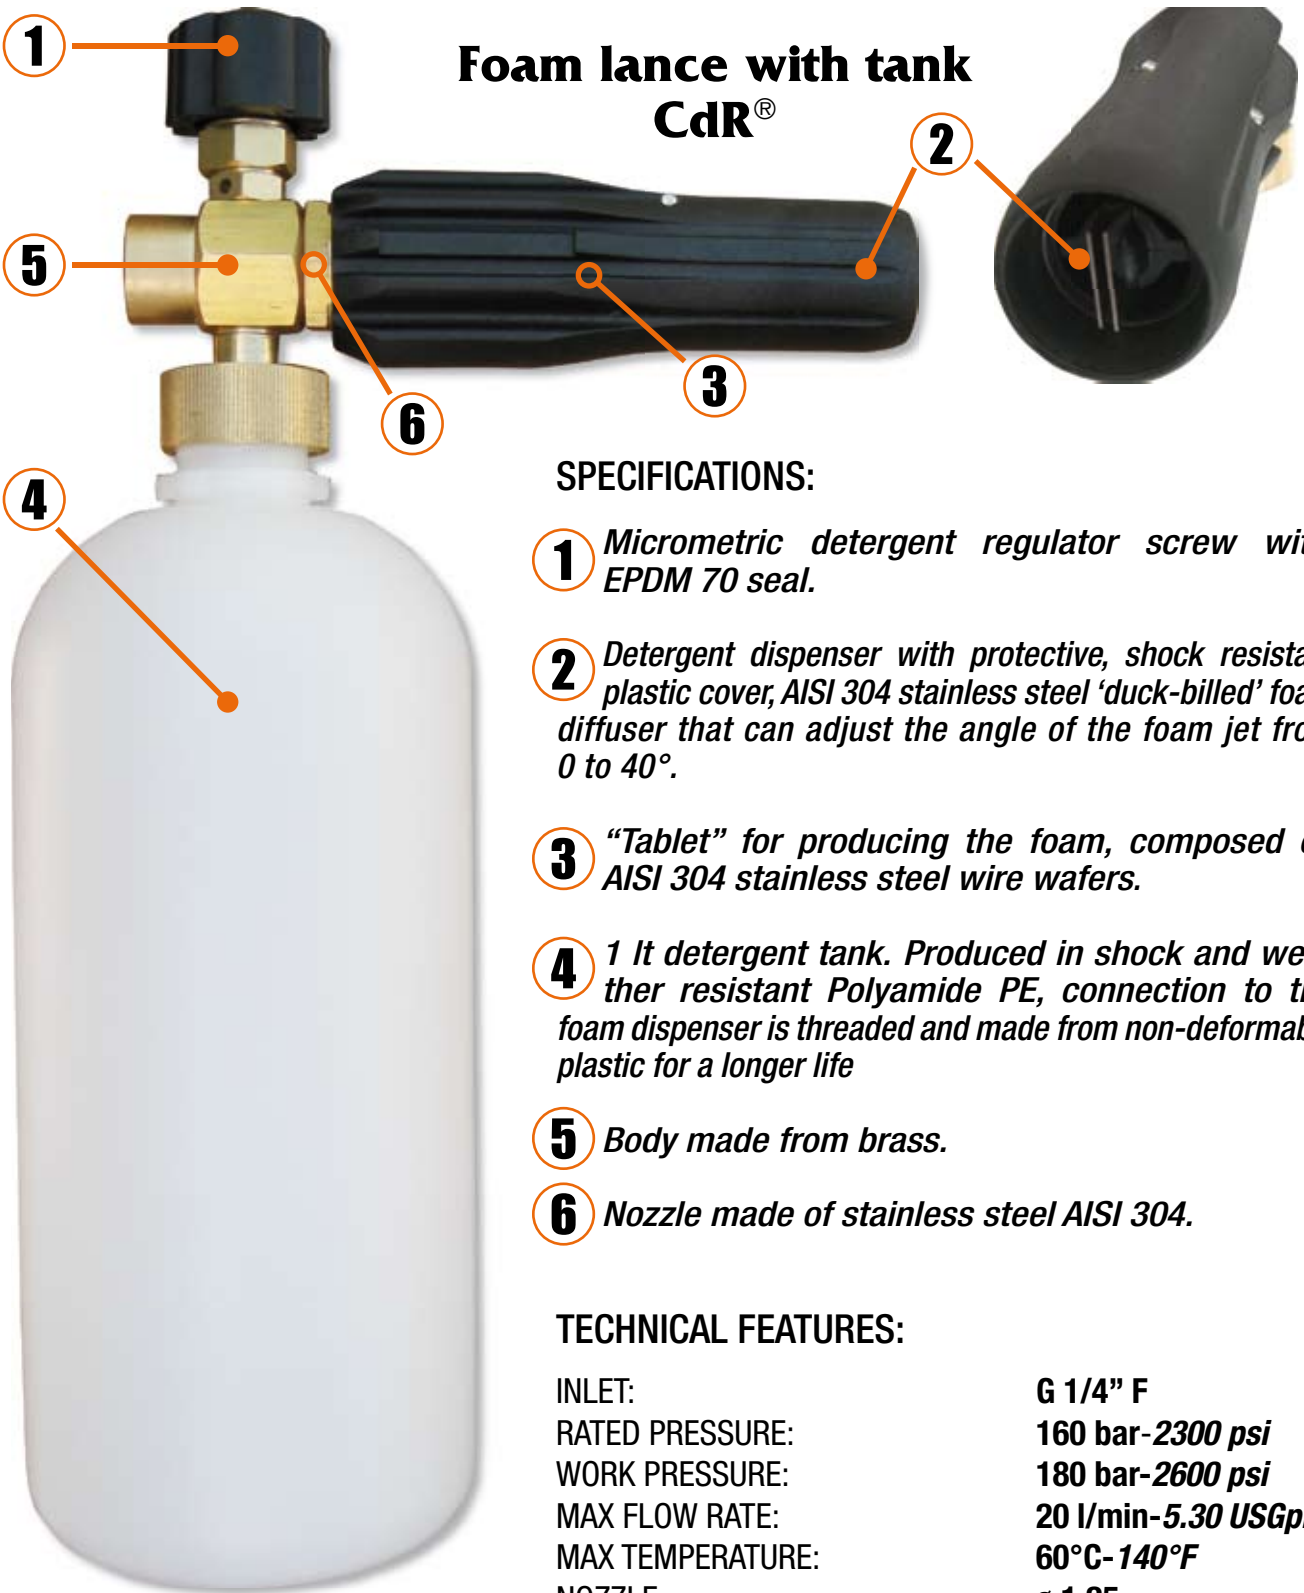 Foam lance with tank
CdR®
1
2
5
3
6
4
SPECIFICATIONS:
1 Micrometric detergent regulator screw
EPDM 70 seal.
2 Detergent dispenser with protective, shock
plastic cover, AISI 304 stainless steel ‘duck-billed’
diffuser that can adjust the angle of the foam jet
0 to 40°.
3 “Tablet” for producing the foam, composed
AISI 304 stainless steel wire wafers.
4 1 lt detergent tank. Produced in shock and
ther resistant Polyamide PE, connection to
foam dispenser is threaded and made from
plastic for a longer life
5 Body made from brass.
6 Nozzle made of stainless steel AISI 304.
TECHNICAL FEATURES:
INLET: G 1/4” F
RATED PRESSURE: 160 bar-2300 psi
WORK PRESSURE: 180 bar-2600 psi
MAX FLOW RATE: 20 l/min-5.30
MAX TEMPERATURE: 60°C-140°F